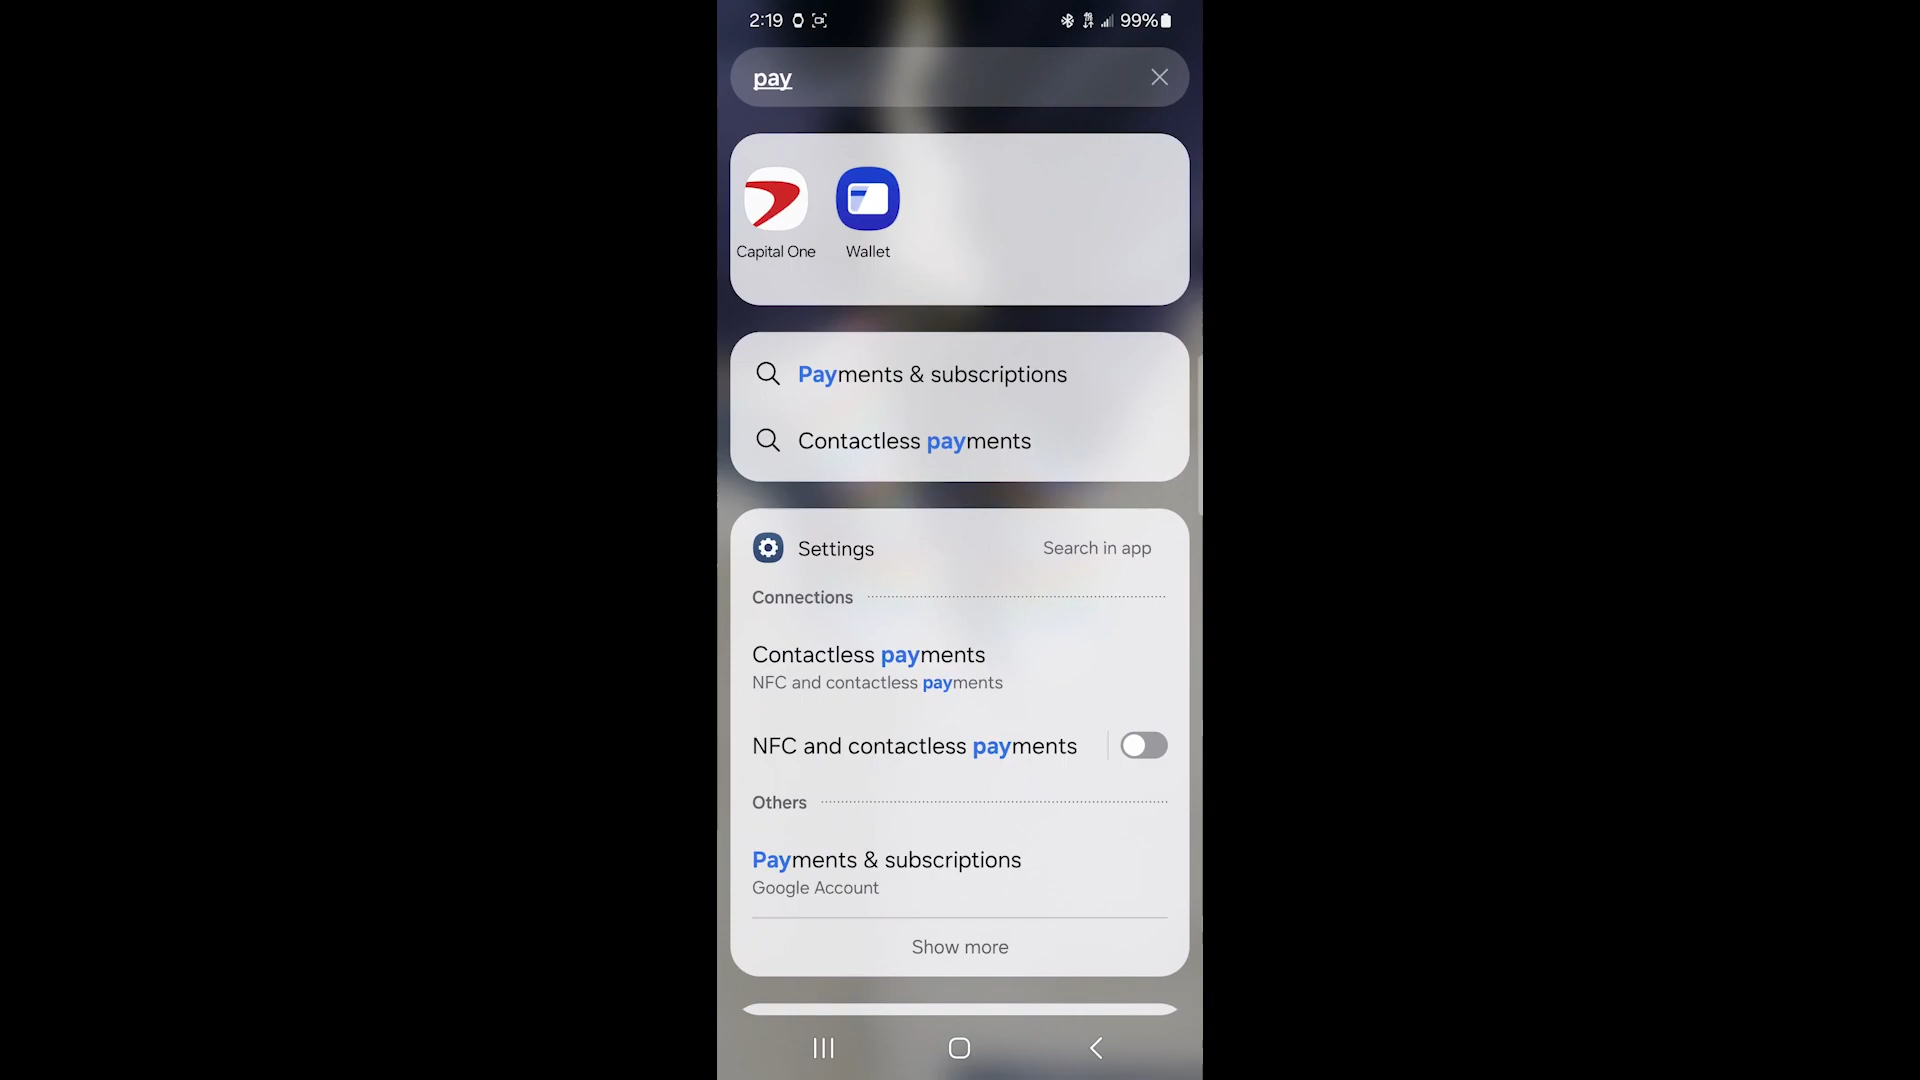 2:19
99%
pay
Capital One
Wallet
Payments & subscriptions
Contactless payments
Settings
Search in app
Connections
Contactless payments
NFC and contactless payments
NFC and contactless payments
Others
Payments & subscriptions
Google Account
Show more